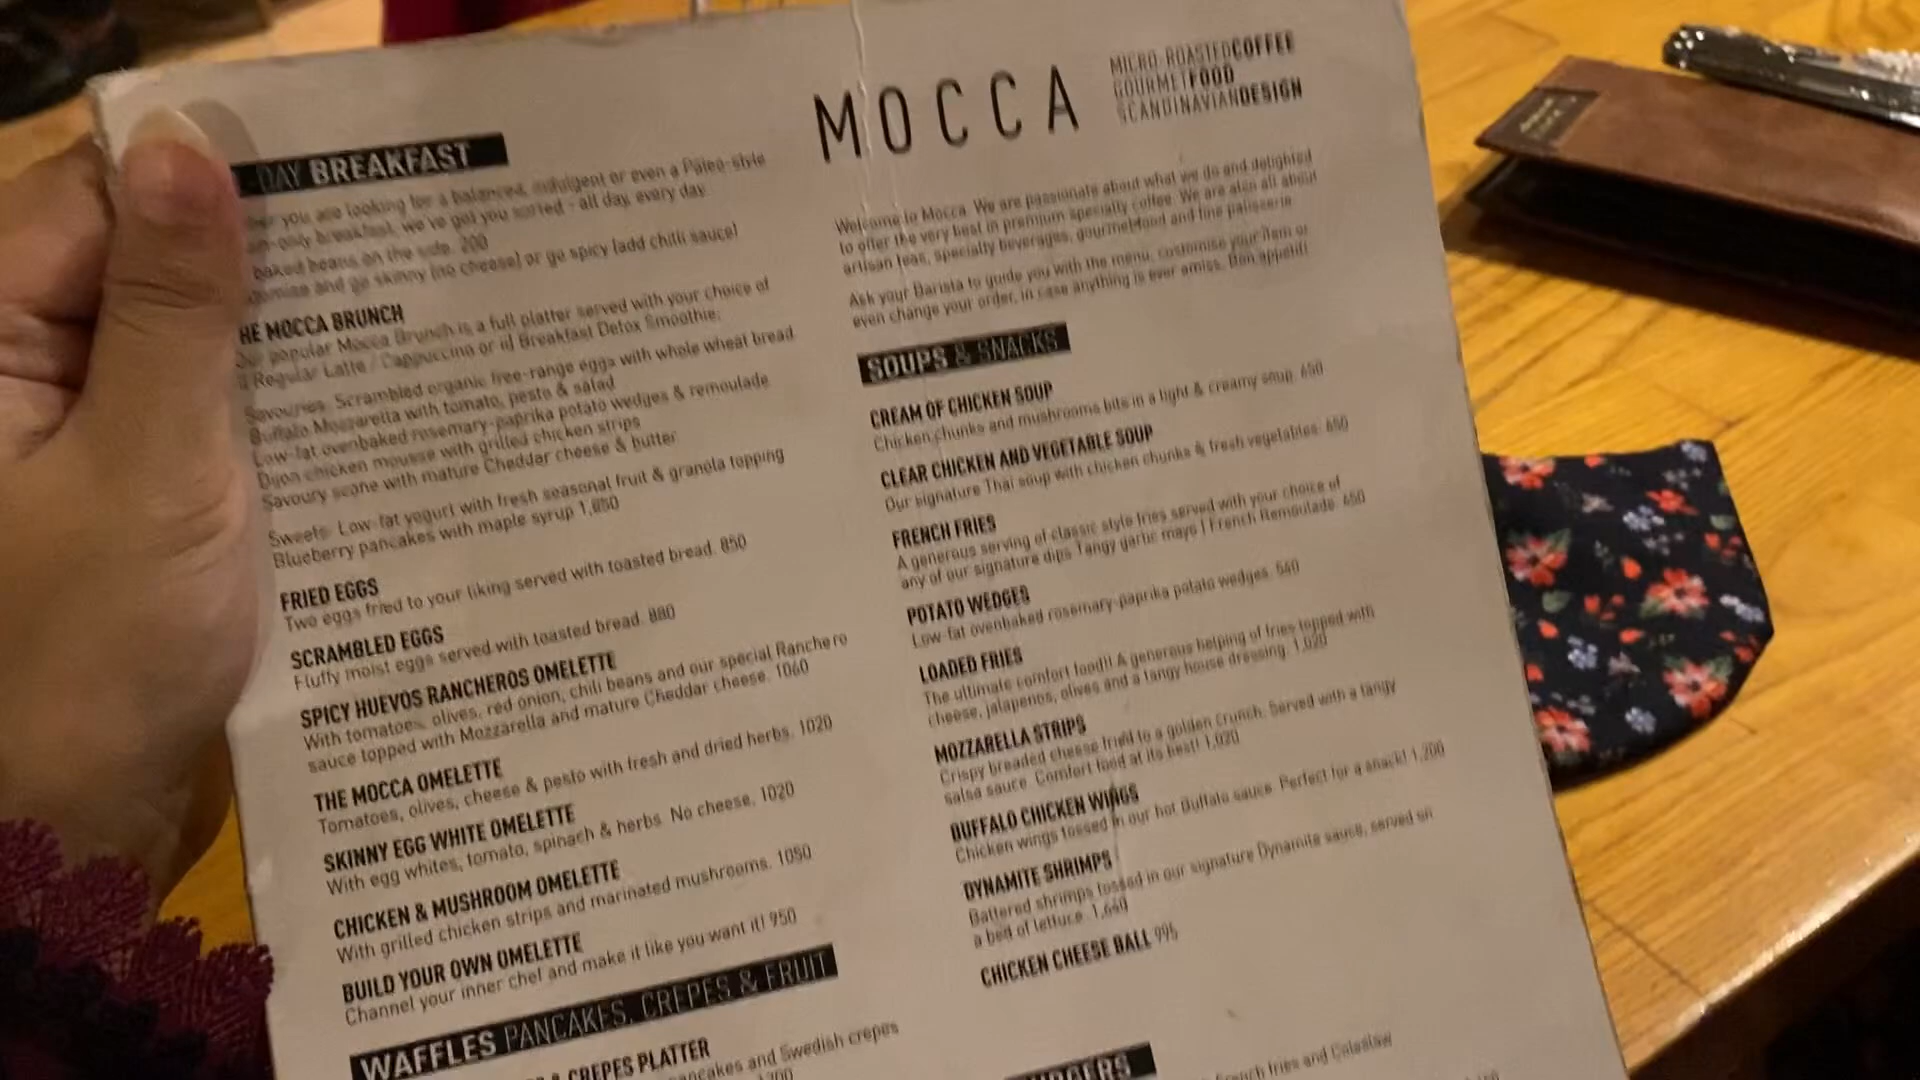 MOCCA
MICRO-ROASTEDCOFFEE
GOURMETFOOD
SCANDINAVIANDESIGN
-DAY BREAKFAST
you are looking for a balanced, indulgent or even a Paleo-style
-only breakfast, we've got you sorted - all day, every day.
baked beans on the side. 200
and go skinny (no cheese) or go spicy (add chilli sauce)
HE MOCCA BRUNCH
Our popular Mocca Brunch is a full platter served with your choice of
Regular Latte / Cappuccino or Breakfast Detox Smoothie:
Savouries: Scrambled organic free-range eggs with whole wheat bread
Buffalo Mozzarella with tomato, pesto & salad
Low-fat ovenbaked rosemary-paprika potato wedges & remoulade
Dijon chicken mousse with grilled chicken strips
Savoury scone with mature Cheddar cheese & butter
Sweets: Low-fat yogurt with fresh seasonal fruit & granola topping
Blueberry pancakes with maple syrup
FRIED EGGS
Two eggs fried to your liking served with toasted bread. 850
SCRAMBLED EGGS
Fluffy moist eggs served with toasted bread. 880
SPICY HUEVOS RANCHEROS OMELETTE
With tomatoes, olives, red onion, chili beans and our special Ranchero
sauce topped with Mozzarella and mature Cheddar cheese. 1060
THE MOCCA OMELETTE
Tomatoes, olives, cheese & pesto with fresh and dried herbs. 1020
SKINNY EGG WHITE OMELETTE
With egg whites, tomato, spinach & herbs. No cheese. 1020
CHICKEN & MUSHROOM OMELETTE
With grilled chicken strips and marinated mushrooms. 1050
BUILD YOUR OWN OMELETTE
Channel your inner chef and make it like you want it! 950
WAFFLES PANCAKES, CREPES & FRUIT
& CREPES PLATTER
pancakes and Swedish crepes
Welcome to Mocca. We are passionate about what we do and delighted
to offer the very best in premium specialty coffee. We are also all about
artisan teas, specialty beverages, gourmetfood and fine patisserie.
Ask your Barista to guide you with the menu, customise your item or
even change your order, in case anything is ever amiss. Bon appetit!
SOUPS & SNACKS
CREAM OF CHICKEN SOUP
Chicken chunks and mushrooms bits in a light & creamy soup. 650
CLEAR CHICKEN AND VEGETABLE SOUP
Our signature Thai soup with chicken chunks & fresh vegetables. 650
FRENCH FRIES
A generous serving of classic style fries served with your choice of
any of our signature dips Tangy garlic mayo | French Remoulade. 650
POTATO WEDGES
Low-fat ovenbaked rosemary-paprika potato wedges.
LOADED FRIES
The ultimate comfort food!! A generous helping of fries topped with
cheese, jalapenos, olives and a tangy house dressing. 1,020
MOZZARELLA STRIPS
Crispy breaded cheese fried to a golden crunch. Served with a tangy
salsa sauce. Comfort food at its best! 1,020
BUFFALO CHICKEN WINGS
Chicken wings tossed in our hot Buffalo sauce. Perfect for a snack! 1,200
DYNAMITE SHRIMPS
Battered shrimps tossed in our signature Dynamite sauce, served on
a bed of lettuce.
CHICKEN CHEESE BALL 995
French fries and Coleslaw